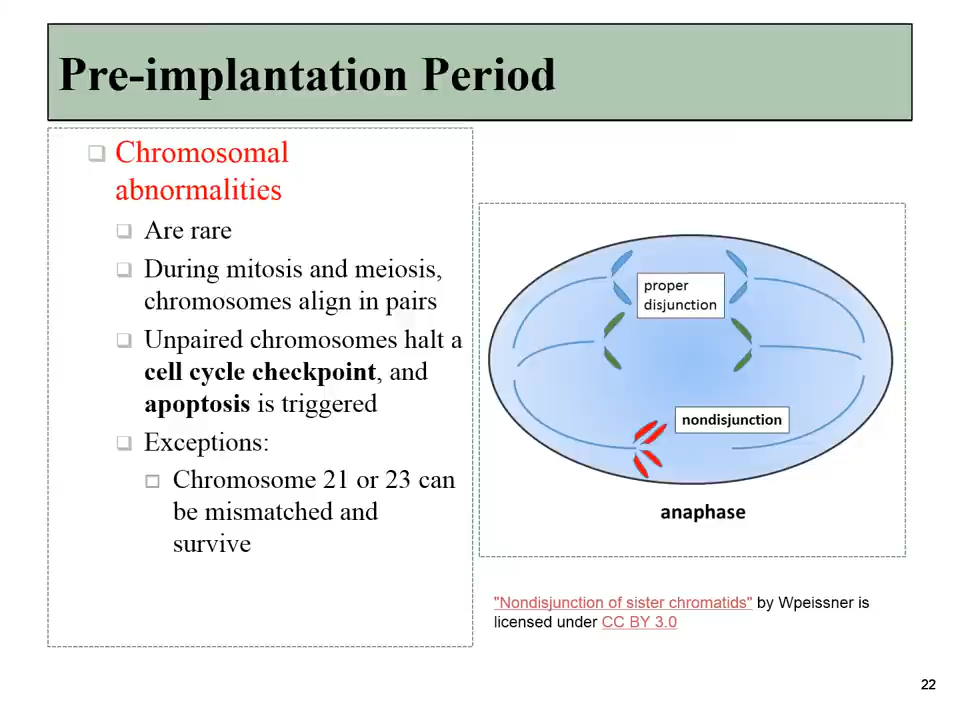 Pre-implantation Period
Chromosomal
abnormalities
Are rare
During mitosis and meiosis,
chromosomes align in pairs
Unpaired chromosomes halt a
cell cycle checkpoint, and
apoptosis is triggered
Exceptions:
Chromosome 21 or 23 can
be mismatched and
survive
proper
disjunction
nondisjunction
anaphase
"Nondisjunction of sister chromatids" by Wpeissner is
licensed under CC BY 3.0
22